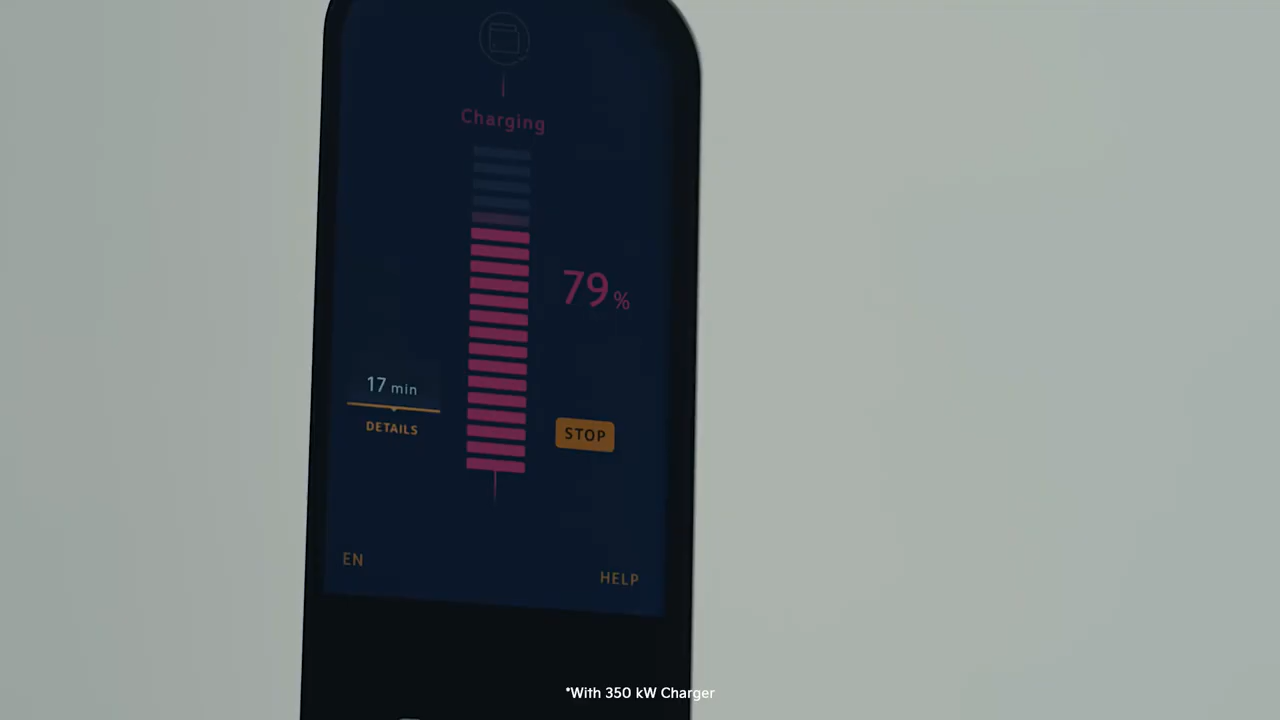 Charging
79%
17 min
DETAILS
STOP
EN
HELP
*With 350 kW Charger